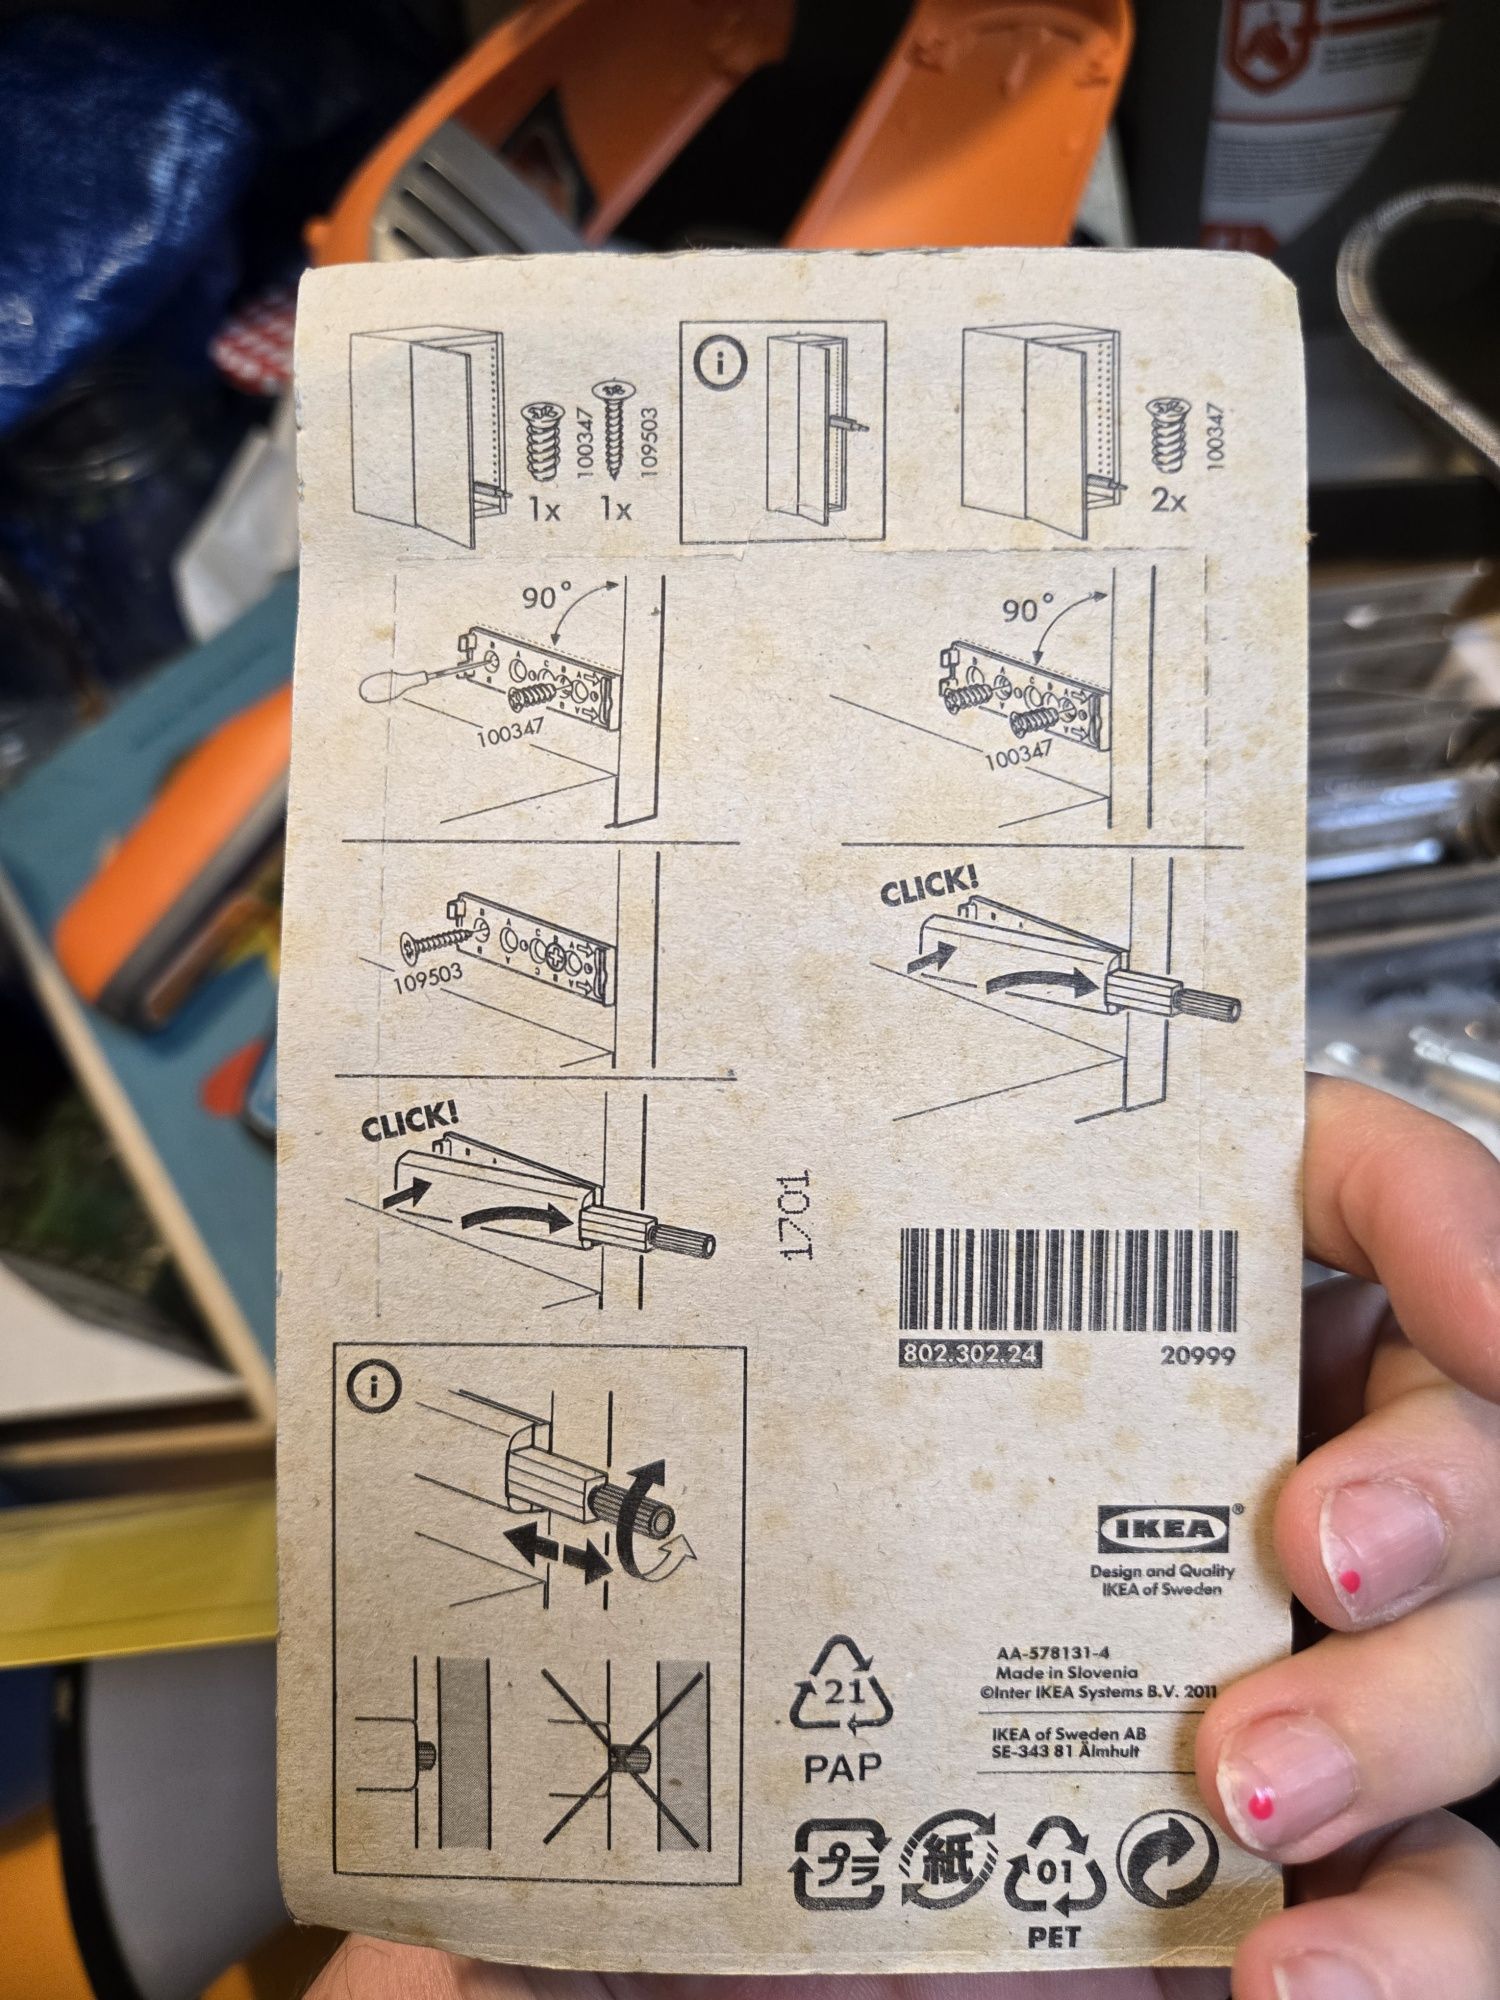 100347
109503
1x
1x
i
100347
2x
90°
100347
90°
100347
109503
CLICK!
CLICK!
1701
802.302.24
20999
i
IKEA®
Design and Quality
IKEA of Sweden
AA-578131-4
Made in Slovenia
©Inter IKEA Systems B.V. 2011
IKEA of Sweden AB
SE-343 81 Älmhult
21
PAP
プラ
紙
01
PET